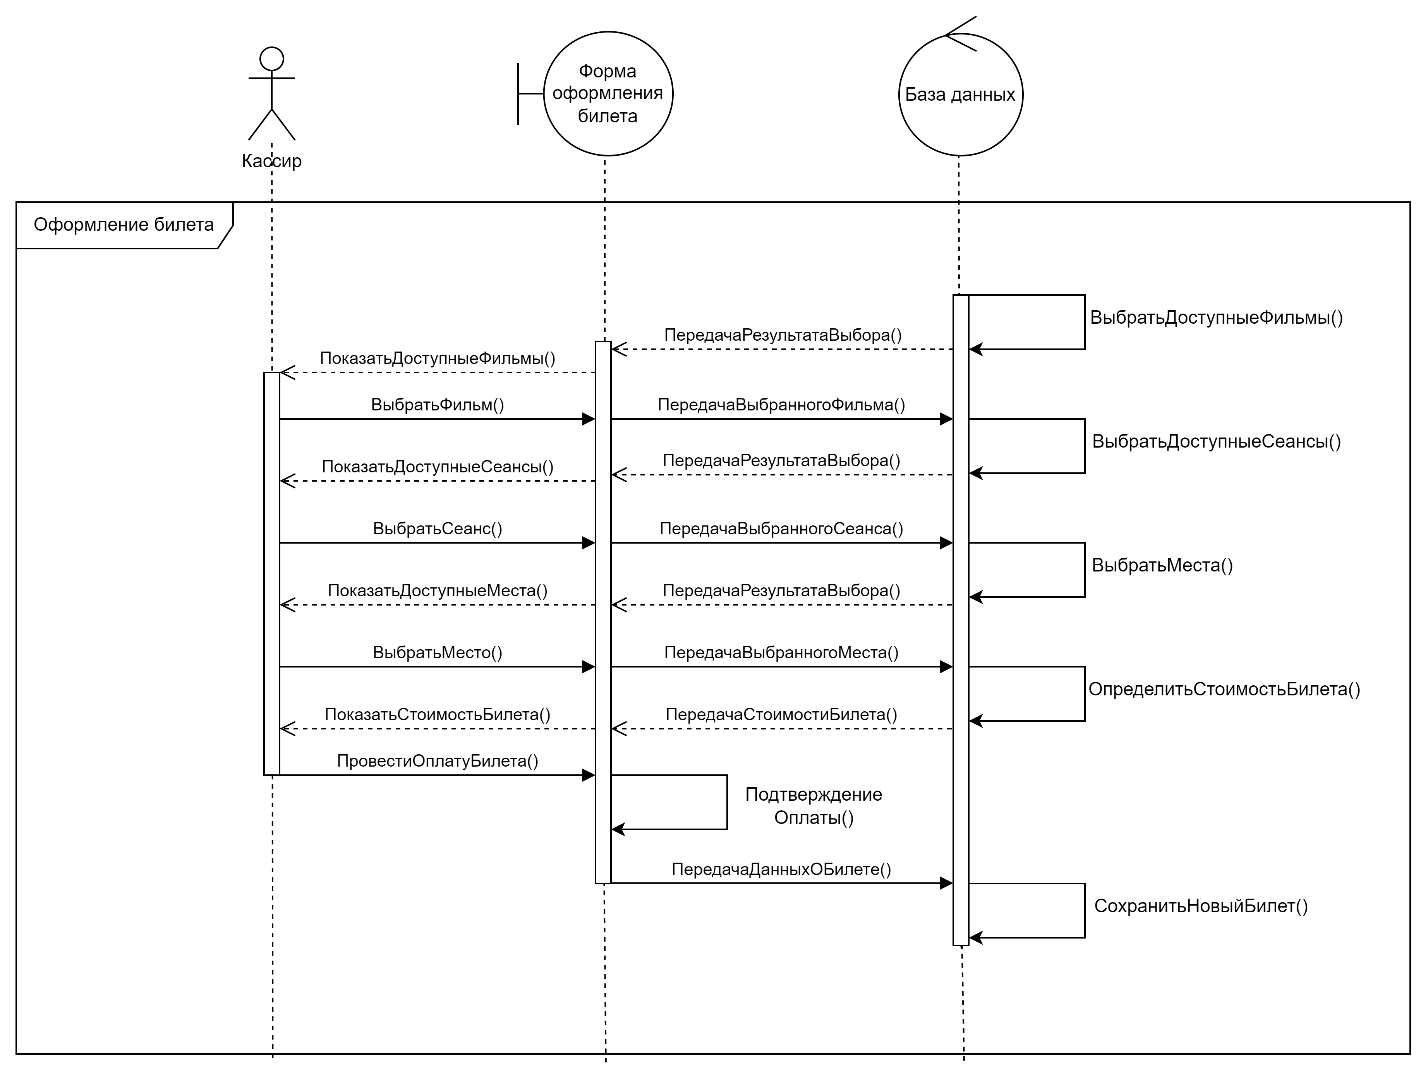 Форма
оформления
билета
База данных
Кассир
Оформление билета
ВыбратьДоступныеФильмы()
ПередачаРезультатаВыбора()
ПоказатьДоступныеФильмы()
ВыбратьФильм()
ПередачаВыбранногоФильма()
ВыбратьДоступныеСеансы()
ПередачаРезультатаВыбора()
ПоказатьДоступныеСеансы()
ВыбратьСеанс()
ПередачаВыбранногоСеанса()
ВыбратьМеста()
ПоказатьДоступныеМеста()
ПередачаРезультатаВыбора()
ВыбратьМесто()
ПередачаВыбранногоМеста()
ОпределитьСтоимостьБилета()
ПоказатьСтоимостьБилета()
ПередачаСтоимостиБилета()
ПровестиОплатуБилета()
Подтверждение
Оплаты()
ПередачаДанныхОБилете()
СохранитьНовыйБилет()